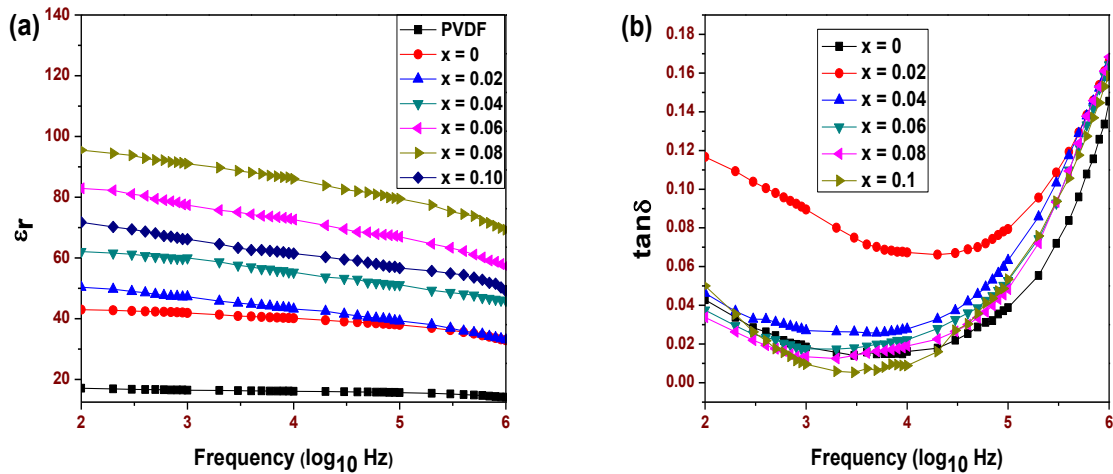 (a)
εr
140
120
100
80
60
40
20
2
3
4
5
6
Frequency (log10 Hz)
PVDF
x = 0
x = 0.02
x = 0.04
x = 0.06
x = 0.08
x = 0.10
(b)
tanδ
0.18
0.16
0.14
0.12
0.10
0.08
0.06
0.04
0.02
0.00
2
3
4
5
6
Frequency (log10 Hz)
x = 0
x = 0.02
x = 0.04
x = 0.06
x = 0.08
x = 0.1